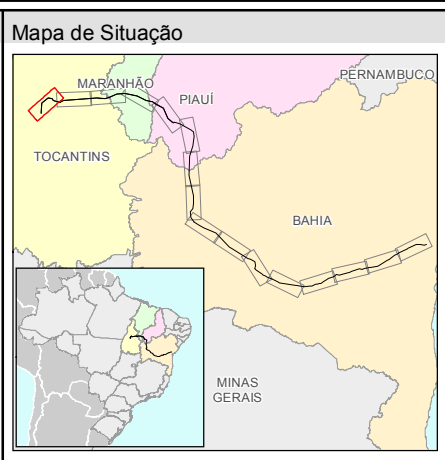 Mapa de Situação
PERNAMBUCO
MARANHÃO
PIAUÍ
TOCANTINS
BAHIA
MINAS
GERAIS